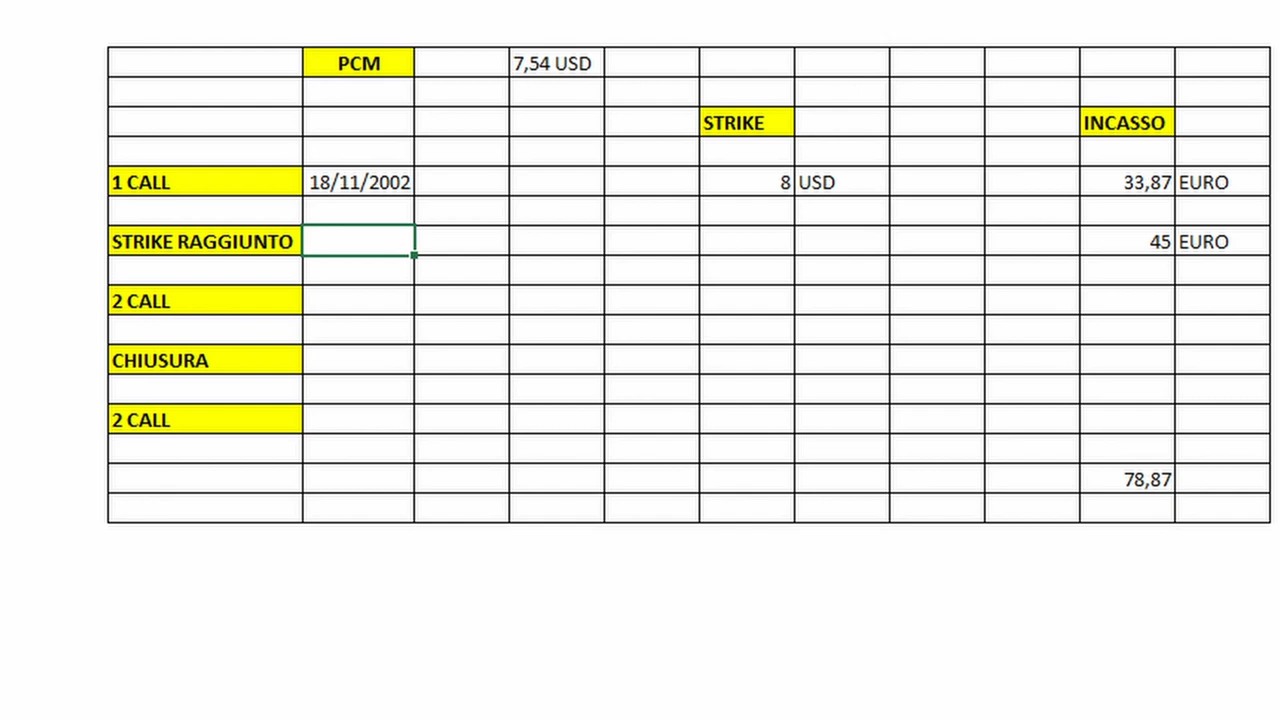 PCM 7,54 USD
STRIKE INCASSO
1 CALL 18/11/2002 8 USD 33,87 EURO
STRIKE RAGGIUNTO 45 EURO
2 CALL
CHIUSURA
2 CALL
78,87